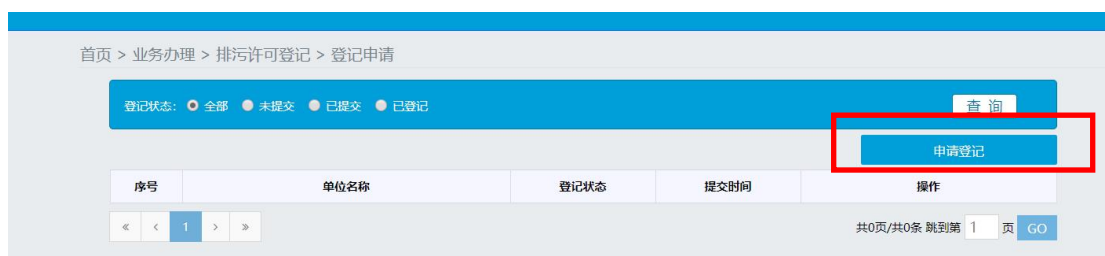 首页 > 业务办理 > 排污许可登记 > 登记申请
登记状态: 全部 未提交 已提交 已登记 查 询
申请登记
序号 单位名称 登记状态 提交时间 操作
« < 1 > » 共0页/共0条 跳到第 1 页 GO